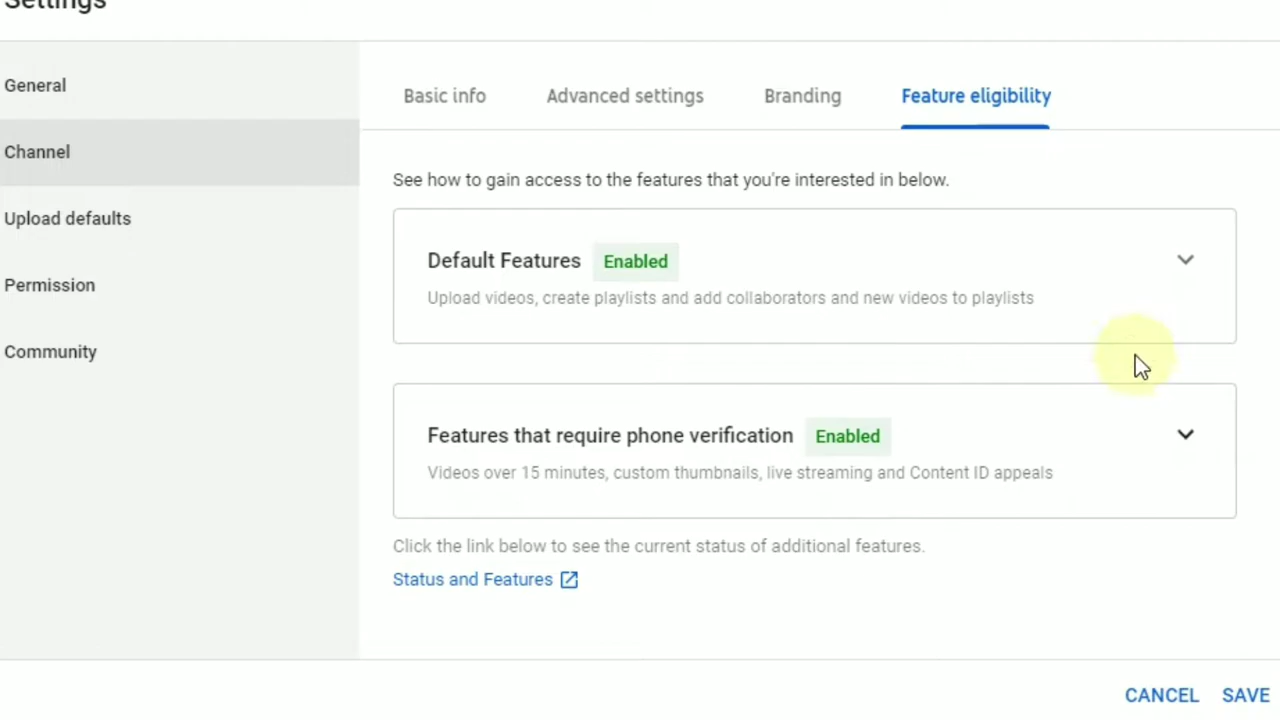 Settings
General
Channel
Upload defaults
Permission
Community
Basic info
Advanced settings
Branding
Feature eligibility
See how to gain access to the features that you're interested in below.
Default Features Enabled
Upload videos, create playlists and add collaborators and new videos to playlists
Features that require phone verification Enabled
Videos over 15 minutes, custom thumbnails, live streaming and Content ID appeals
Click the link below to see the current status of additional features.
Status and Features
CANCEL SAVE